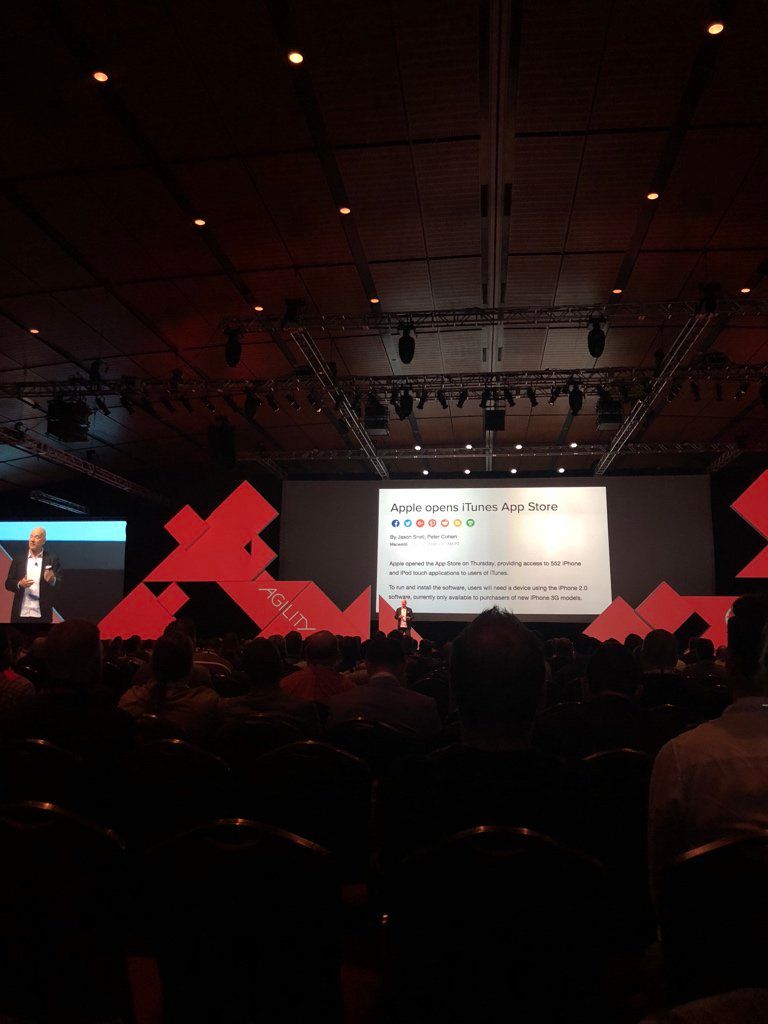 Apple opens iTunes App Store
By Jason Snell, Peter Cohen
Macworld
Apple opened the App Store on Thursday, providing access to 552 iPhone
and iPod touch applications to users of iTunes.
To run and install the software, users will need a device using the iPhone 2.0
software, currently only available to purchasers of new iPhone 3G models.
AGILITY